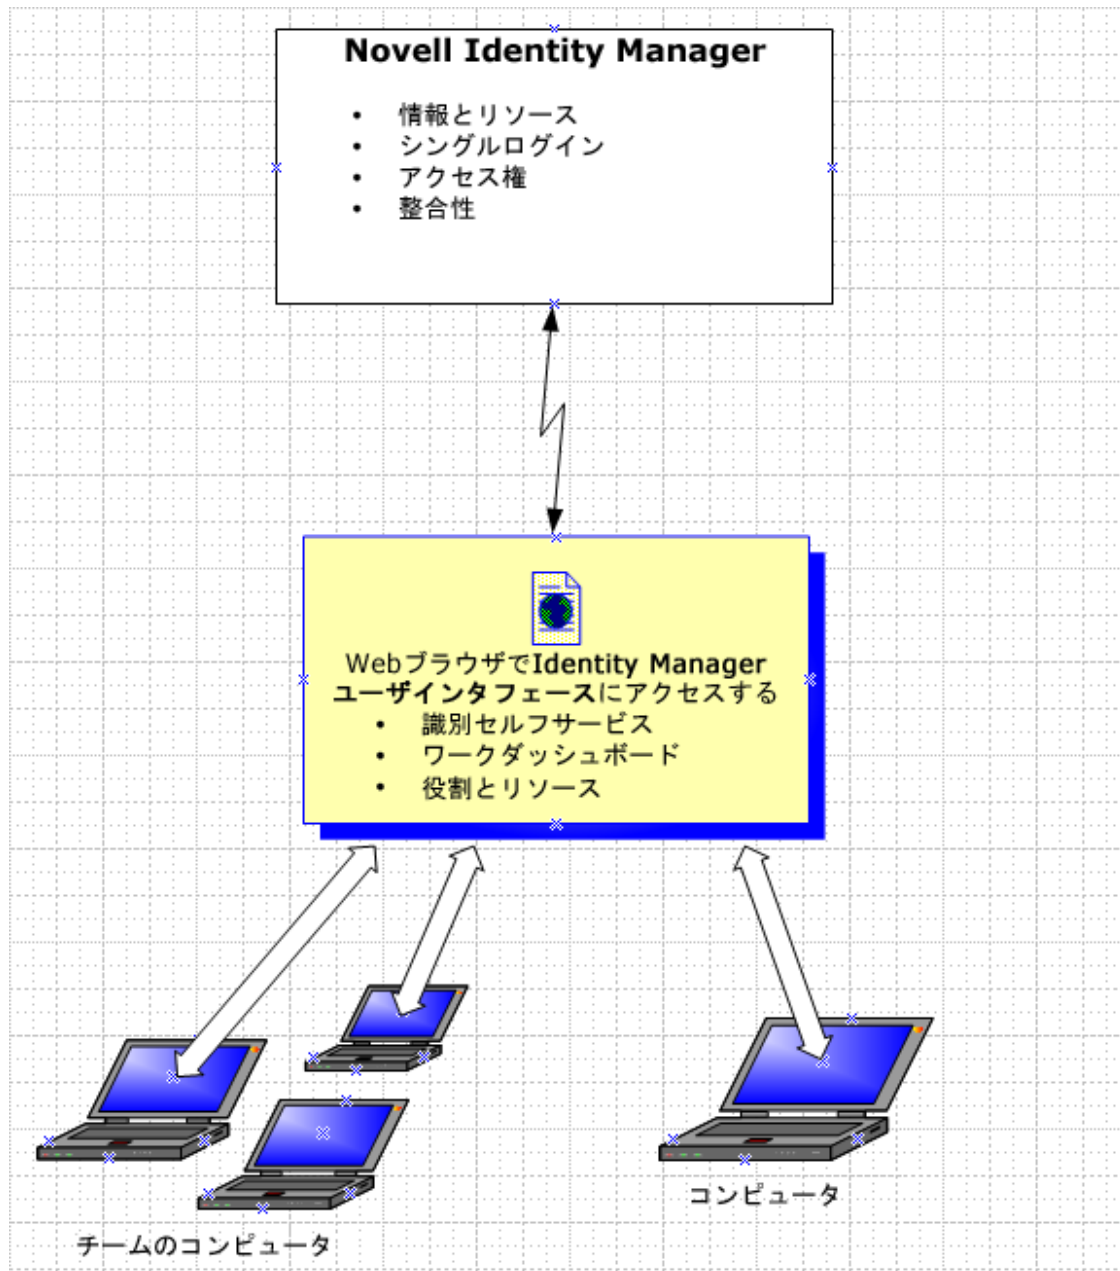 Novell Identity Manager
• 情報とリソース
• シングルログイン
• アクセス権
• 整合性
WebブラウザでIdentity Manager
ユーザインタフェースにアクセスする
• 識別セルフサービス
• ワークダッシュボード
• 役割とリソース
コンピュータ
チームのコンピュータ